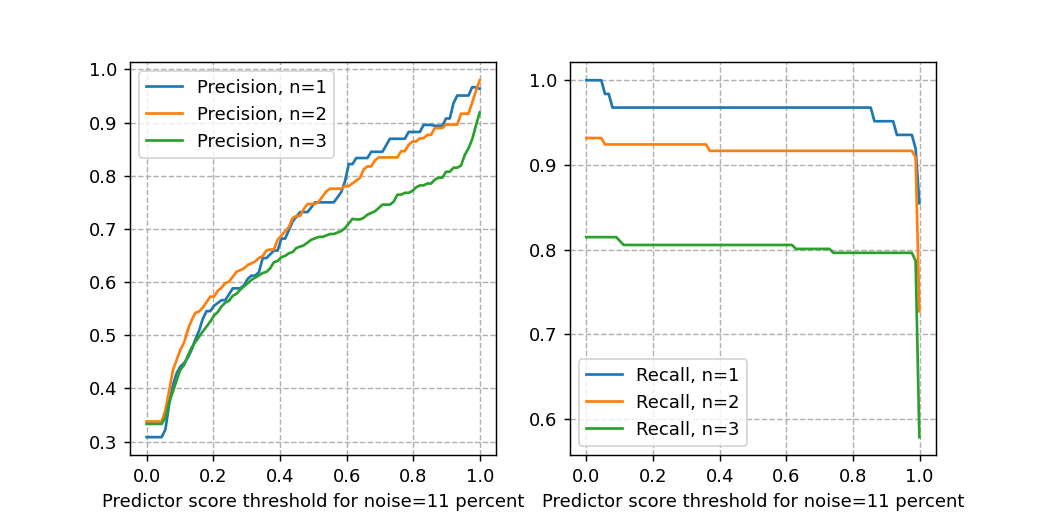 1.0
0.9
0.8
0.7
0.6
0.5
0.4
0.3
Precision, n=1
Precision, n=2
Precision, n=3
0.0 0.2 0.4 0.6 0.8 1.0
Predictor score threshold for noise=11 percent
1.0
0.9
0.8
0.7
0.6
Recall, n=1
Recall, n=2
Recall, n=3
0.0 0.2 0.4 0.6 0.8 1.0
Predictor score threshold for noise=11 percent